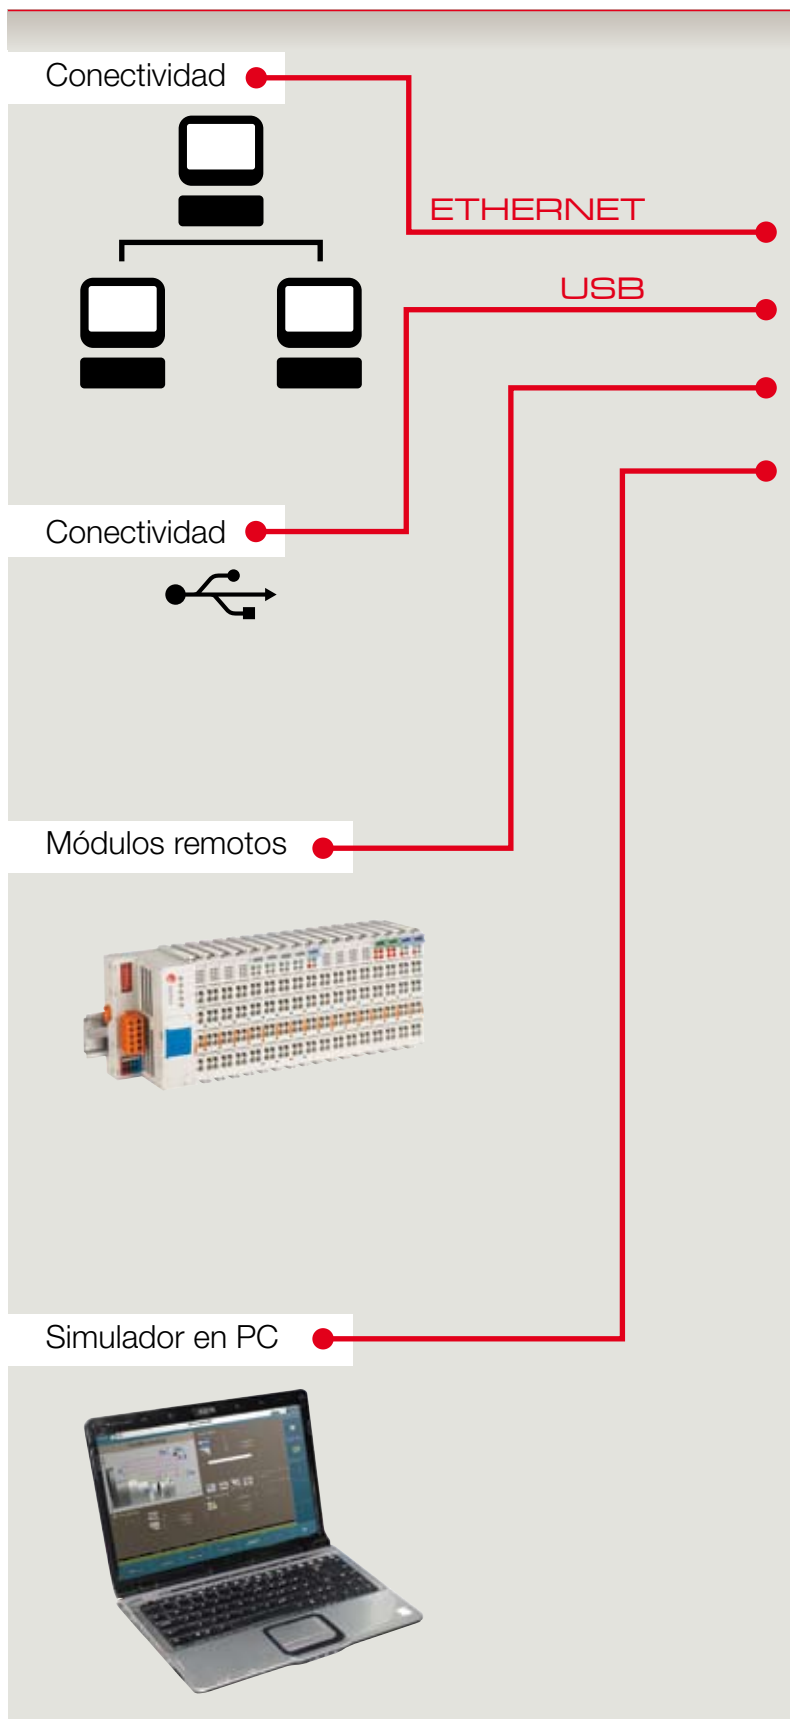 Conectividad
ETHERNET
USB
Conectividad
Módulos remotos
Simulador en PC